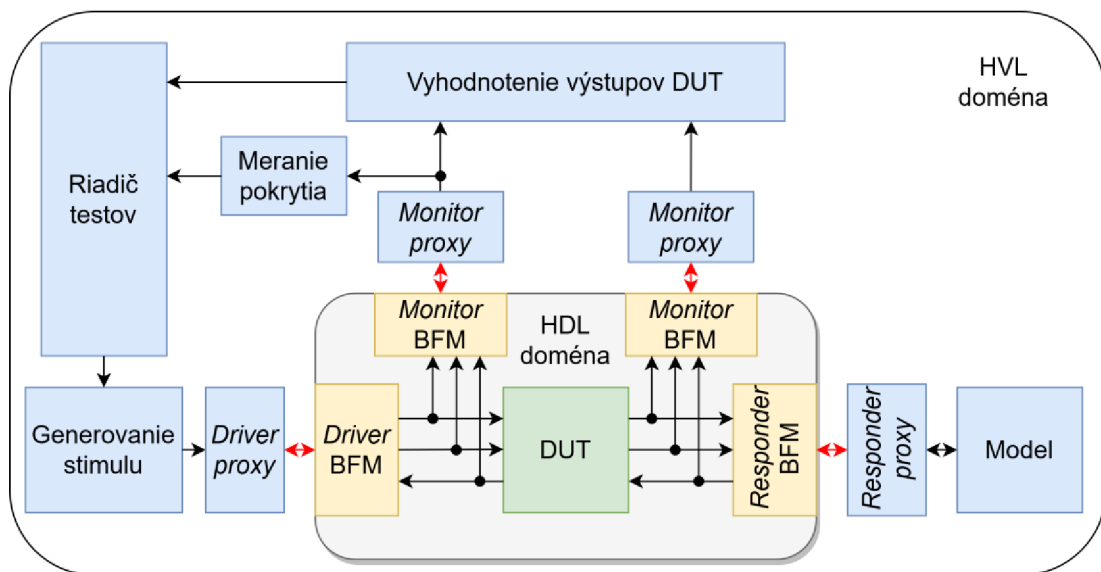 Vyhodnotenie výstupov DUT
HVL
doména
Riadič
testov
Meranie
pokrytia
Monitor
proxy
Monitor
proxy
Monitor
BFM
HDL
doména
Monitor
BFM
Generovanie
stimulu
Driver
proxy
Driver
BFM
DUT
Responder
BFM
Responder
proxy
Model